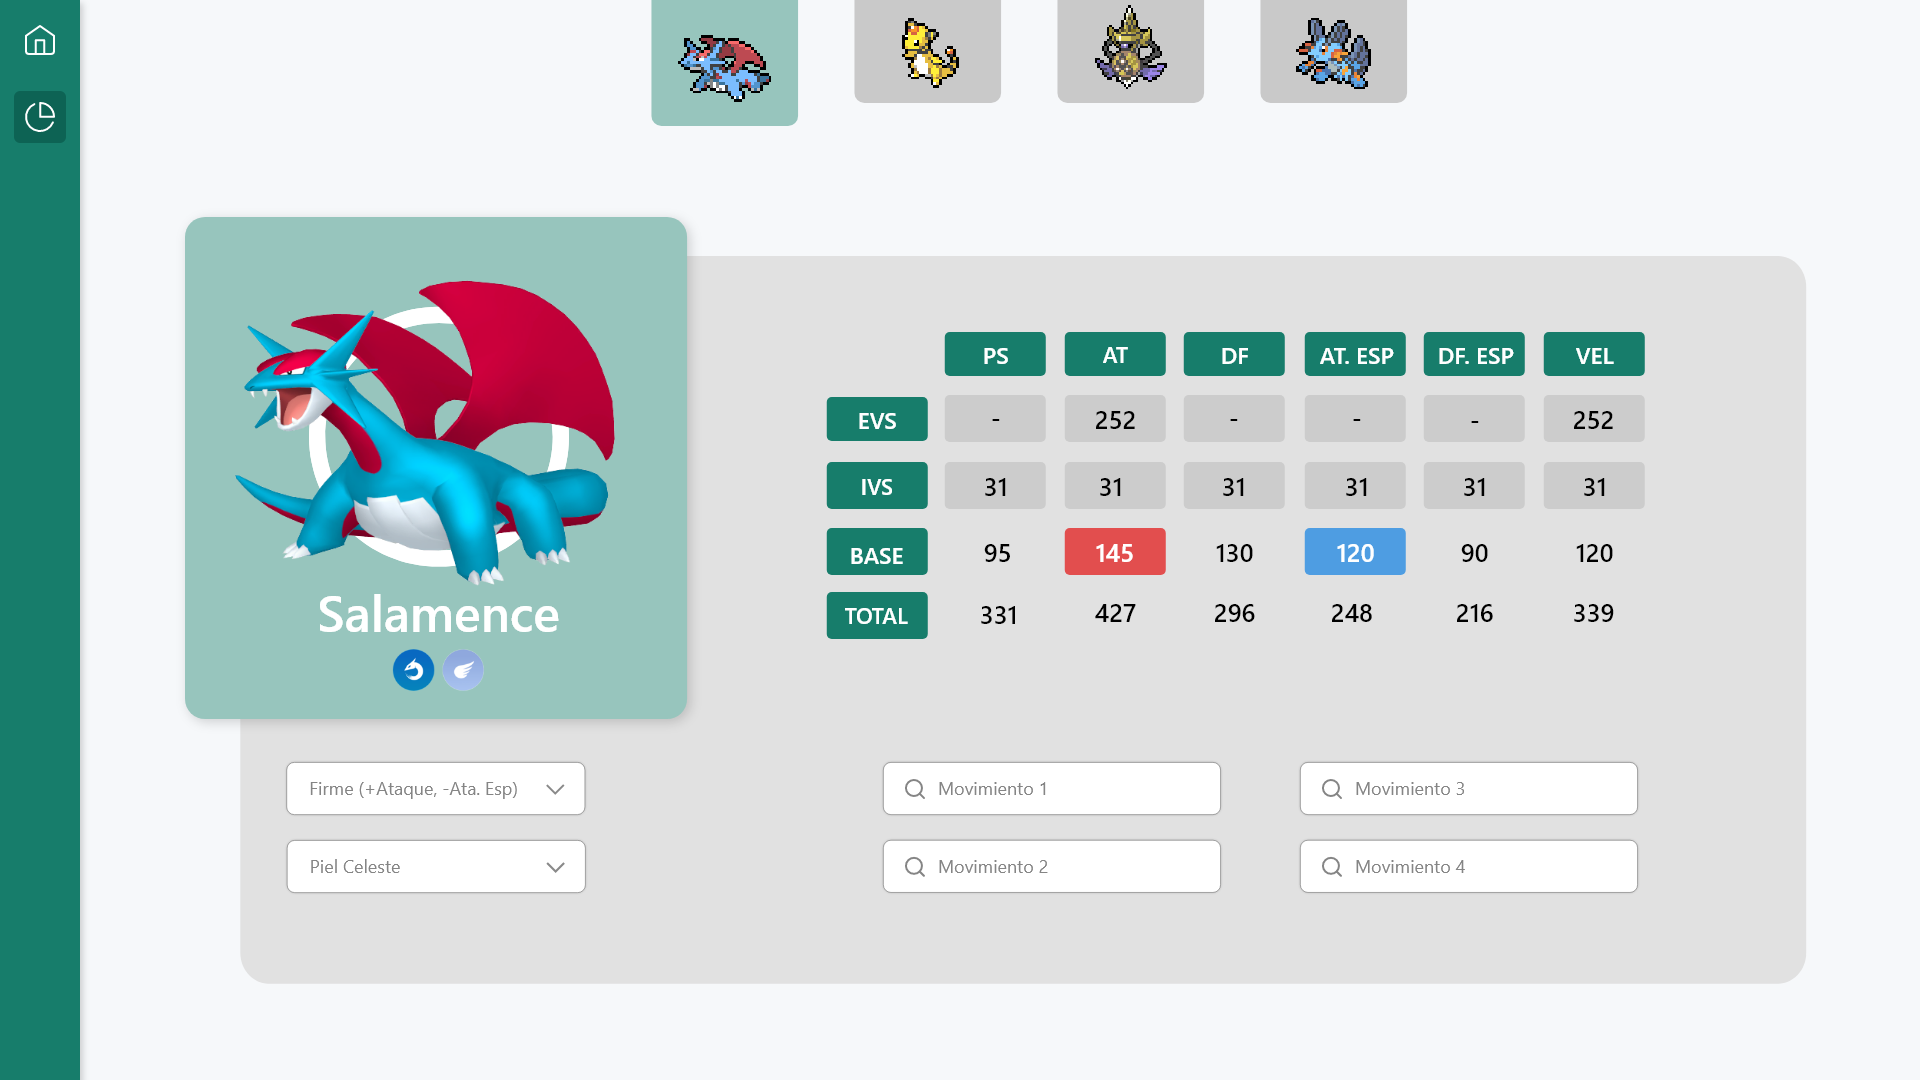 PS AT DF AT. ESP DF. ESP VEL
EVS - 252 - - - 252
IVS 31 31 31 31 31 31
BASE 95 145 130 120 90 120
TOTAL 331 427 296 248 216 339
Salamence
Firme (+Ataque, -Ata. Esp)
Movimiento 1
Movimiento 3
Piel Celeste
Movimiento 2
Movimiento 4